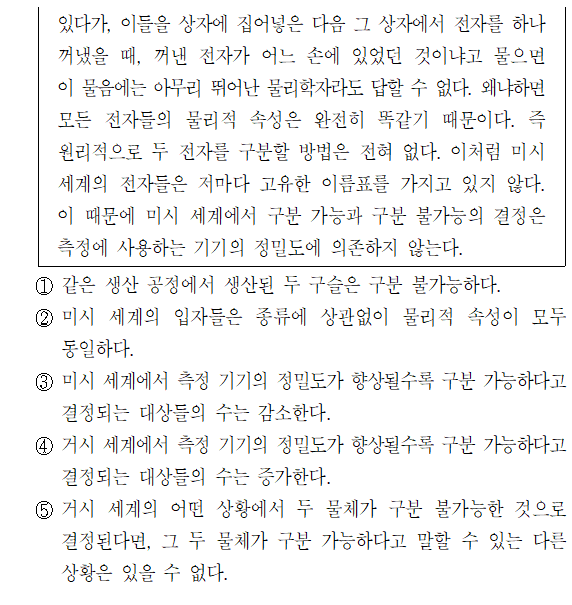 있다가, 이들을 상자에 집어넣은 다음 그 상자에서 전자를 하나
꺼냈을 때, 꺼낸 전자가 어느 손에 있었던 것이냐고 물으면
이 물음에는 아무리 뛰어난 물리학자라도 답할 수 없다. 왜냐하면
모든 전자들의 물리적 속성은 완전히 똑같기 때문이다. 즉
원리적으로 두 전자를 구분할 방법은 전혀 없다. 이처럼 미시
세계의 전자들은 저마다 고유한 이름표를 가지고 있지 않다.
이 때문에 미시 세계에서 구분 가능과 구분 불가능의 결정은
측정에 사용하는 기기의 정밀도에 의존하지 않는다.
① 같은 생산 공정에서 생산된 두 구슬은 구분 불가능하다.
② 미시 세계의 입자들은 종류에 상관없이 물리적 속성이 모두
동일하다.
③ 미시 세계에서 측정 기기의 정밀도가 향상될수록 구분 가능하다고
결정되는 대상들의 수는 감소한다.
④ 거시 세계에서 측정 기기의 정밀도가 향상될수록 구분 가능하다고
결정되는 대상들의 수는 증가한다.
⑤ 거시 세계의 어떤 상황에서 두 물체가 구분 불가능한 것으로
결정된다면, 그 두 물체가 구분 가능하다고 말할 수 있는 다른
상황은 있을 수 없다.